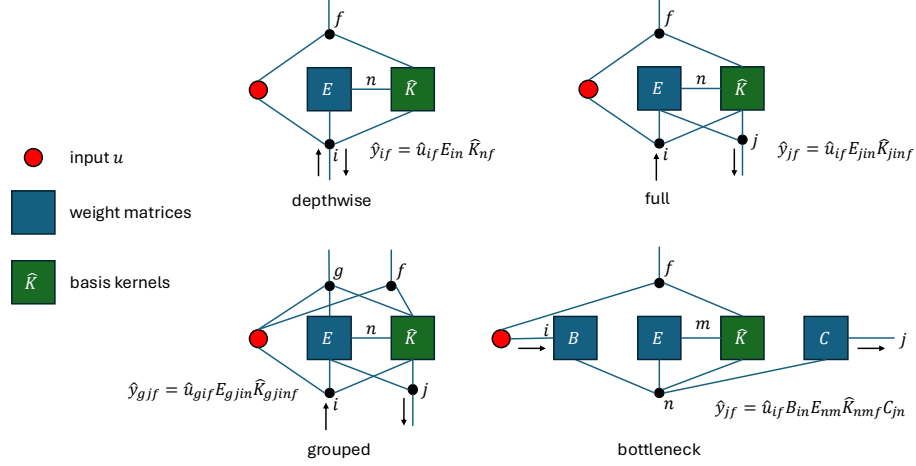 f
E
n
K̂
i
ŷ_if = û_if E_in K̂_nf
depthwise
f
E
n
K̂
i
j
ŷ_jf = û_if E_jin K̂_jinf
full
input u
weight matrices
K̂
basis kernels
g
f
E
n
K̂
ŷ_gjf = û_gif E_gjin K̂_gjinf
i
j
grouped
f
i
B
E
m
K̂
C
j
n
ŷ_jf = û_if B_in E_nm K̂_nmf C_jn
bottleneck